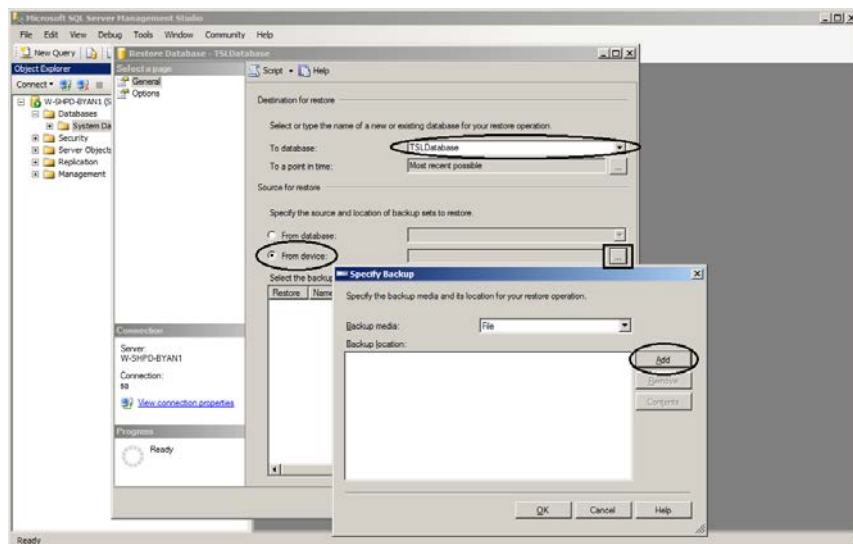 Microsoft SQL Server Management Studio
File Edit View Debug Tools Window Community Help
New Query
Restore Database - TSLDatabase
Object Explorer
Select a page
Script Help
Connect
General
Options
W-SHPD-BYAN1 (S
Databases
System Da
Security
Server Objects
Replication
Management
Destination for restore
Select or type the name of a new or existing database for your restore operation.
To database: TSLDatabase
To a point in time: Most recent possible ...
Source for restore
Specify the source and location of backup sets to restore.
From database:
From device: ...
Select the backup
Restore Name
Specify Backup
Specify the backup media and its location for your restore operation.
Backup media: File
Backup location:
Add
Remove
Contents
OK Cancel Help
Connection
Server:
W-SHPD-BYAN1
Connection:
View connection properties
Progress
Ready
Ready